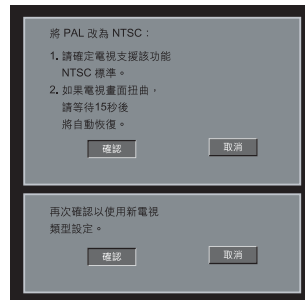 將 PAL 改為 NTSC：
1. 請確定電視支援該功能
NTSC 標準。
2. 如果電視畫面扭曲，
請等待15秒後
將自動恢復。
確認 取消
再次確認以使用新電視
類型設定。
確認 取消